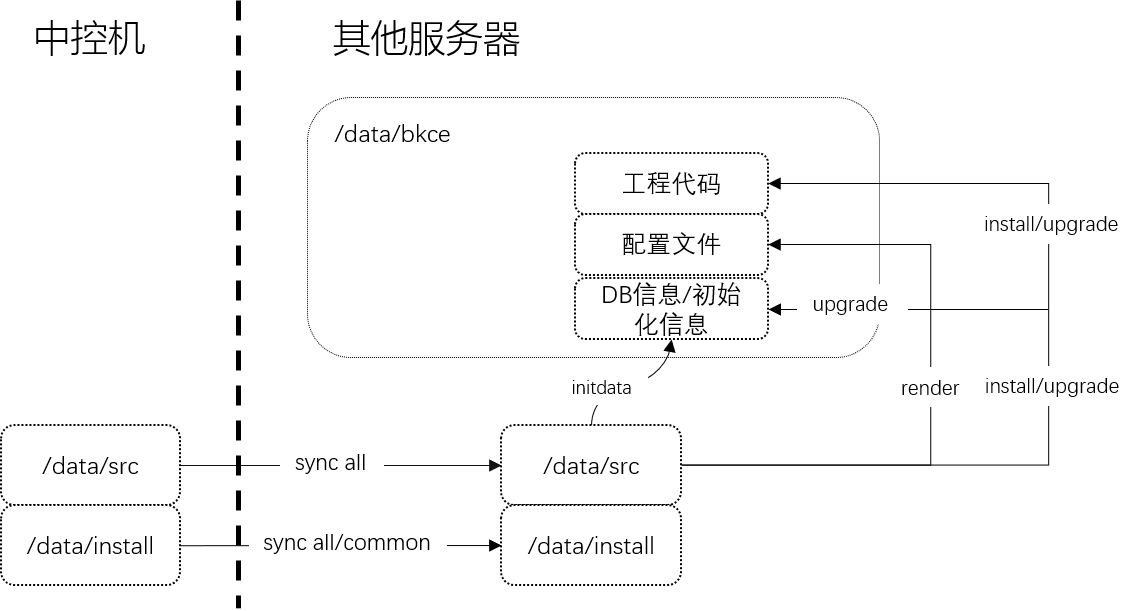 中控机
其他服务器
/data/bkce
工程代码
install/upgrade
配置文件
DB信息/初始
化信息
upgrade
initdata
render
install/upgrade
/data/src
sync all
/data/src
/data/install
sync all/common
/data/install